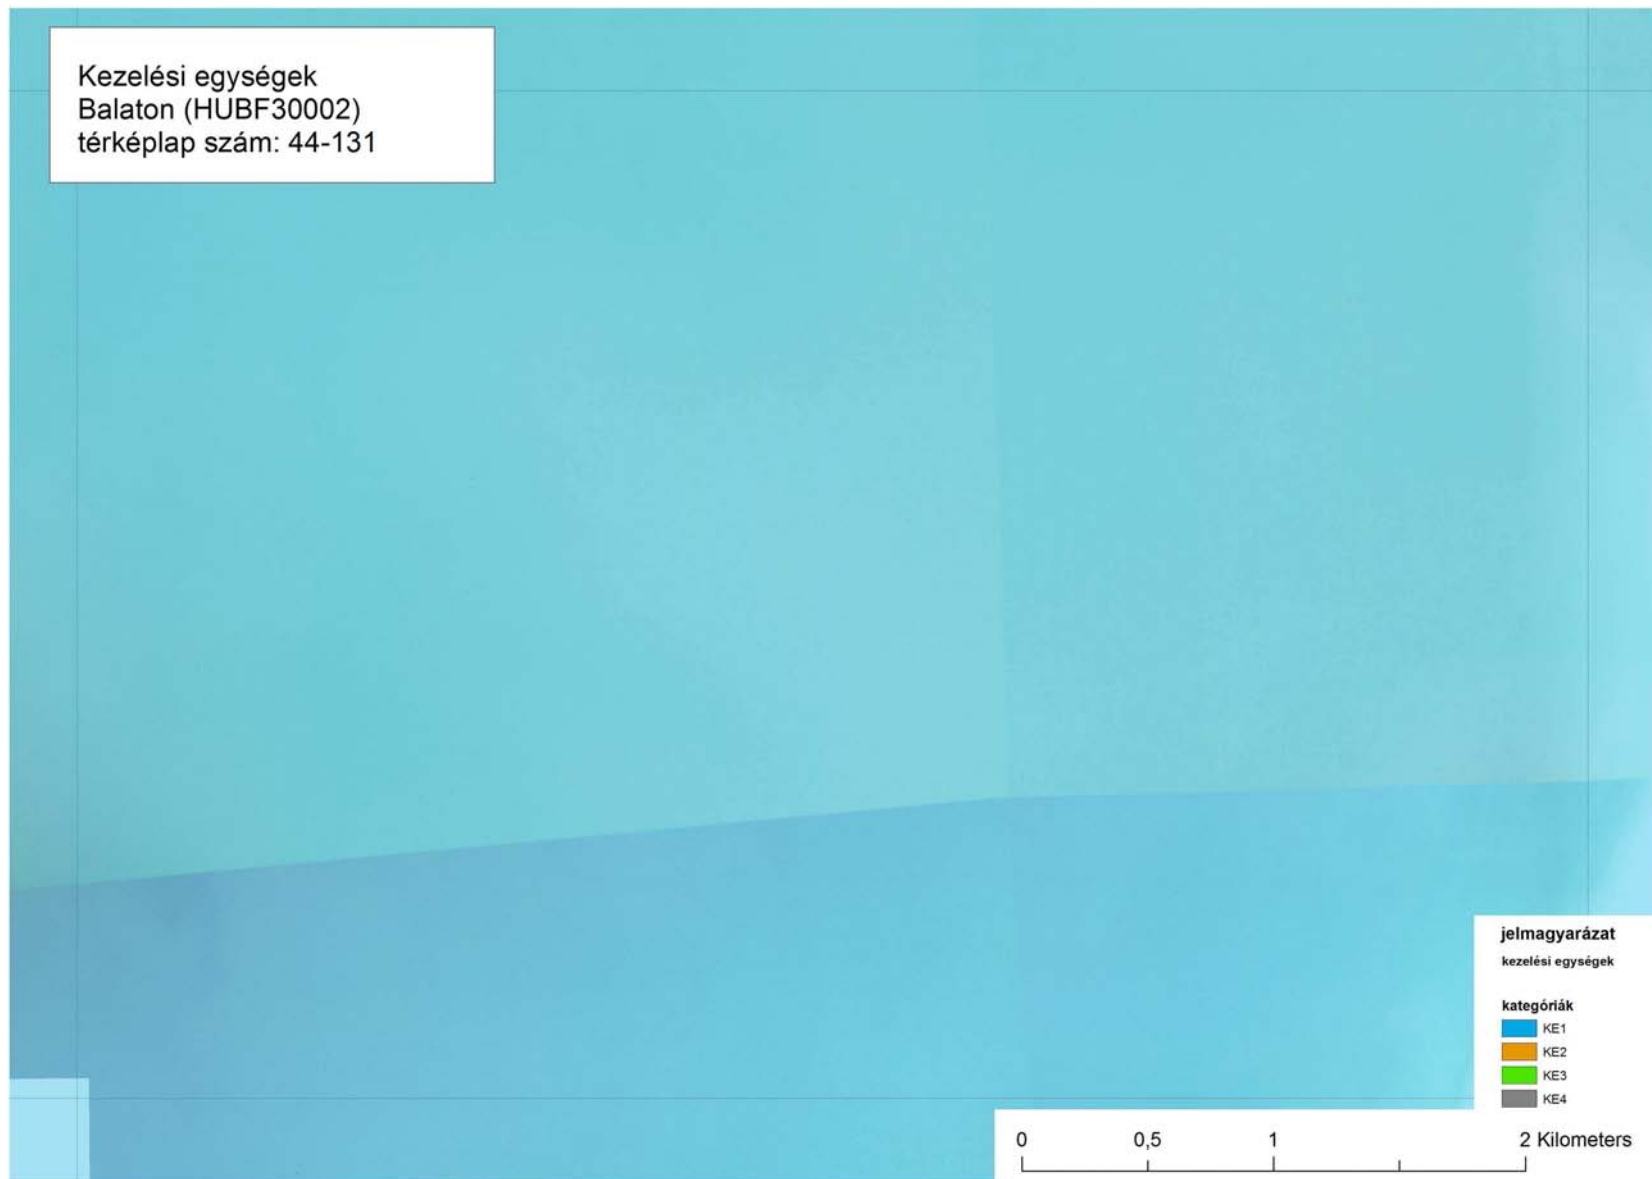 Kezelési egységek
Balaton (HUBF30002)
térképlap szám: 44-131
jelmagyarázat
kezelési egységek
kategóriák
KE1
KE2
KE3
KE4
0 0,5 1 2 Kilometers